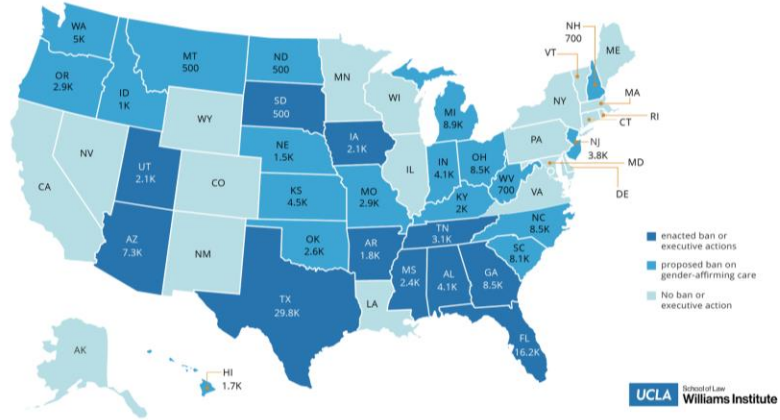 WA
5K
OR
2.9K
ID
1K
MT
500
ND
500
SD
500
WY
NV
CA
UT
2.1K
CO
AZ
7.3K
NM
NE
1.5K
KS
4.5K
OK
2.6K
TX
29.8K
MN
IA
2.1K
MO
2.9K
AR
1.8K
LA
WI
IL
MI
8.9K
IN
4.1K
OH
8.5K
KY
2K
WV
700
TN
3.1K
MS
2.4K
AL
4.1K
GA
8.5K
FL
16.2K
SC
8.1K
NC
8.5K
VA
PA
NY
VT
NH
700
ME
MA
RI
CT
NJ
3.8K
MD
DE
AK
HI
1.7K
enacted ban or
executive actions
proposed ban on
gender-affirming care
No ban or
executive action
UCLA
School of Law
Williams Institute